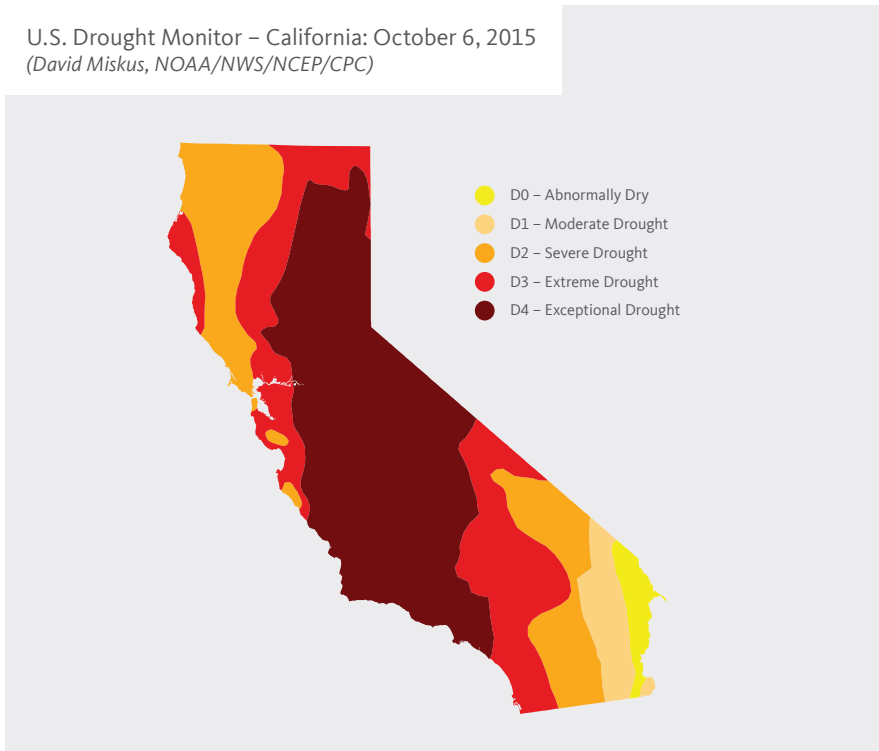 U.S. Drought Monitor – California: October 6, 2015
(David Miskus, NOAA/NWS/NCEP/CPC)
D0 – Abnormally Dry
D1 – Moderate Drought
D2 – Severe Drought
D3 – Extreme Drought
D4 – Exceptional Drought